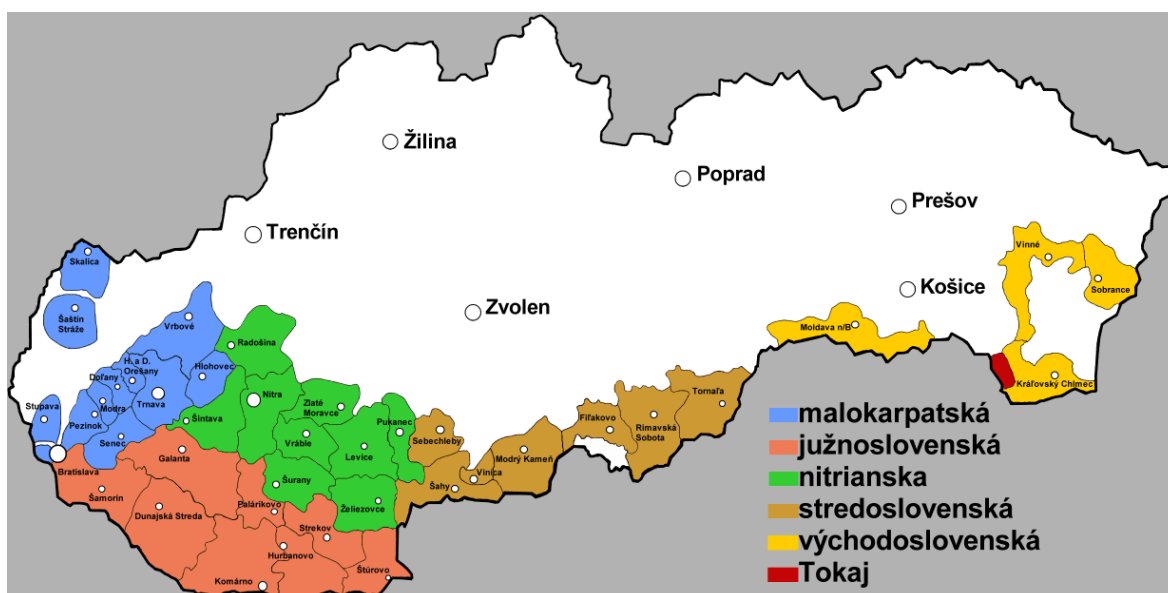 Žilina
Poprad
Prešov
Trenčín
Skalica
Vinné
Sobrance
Košice
Zvolen
Šaštín
Stráže
Vrbové
Moldava n/B
Radošina
H. a D.
Orešany
Hlohovec
Doľany
Kráľovský Chlmec
Tornaľa
Nitra
Trnava
Modra
Stupava
Pezinok
Zlaté
Moravce
Fiľakovo
Rimavská
Sobota
Šintava
Pukanec
Sebechleby
Senec
Vráble
Levice
Galanta
Modrý Kameň
Bratislava
Vinica
Šurany
Šahy
Šamorín
Želiezovce
Palárikovo
Dunajská Streda
Strekov
Hurbanovo
Štúrovo
Komárno
malokarpatská
južnoslovenská
nitrianska
stredoslovenská
východoslovenská
Tokaj